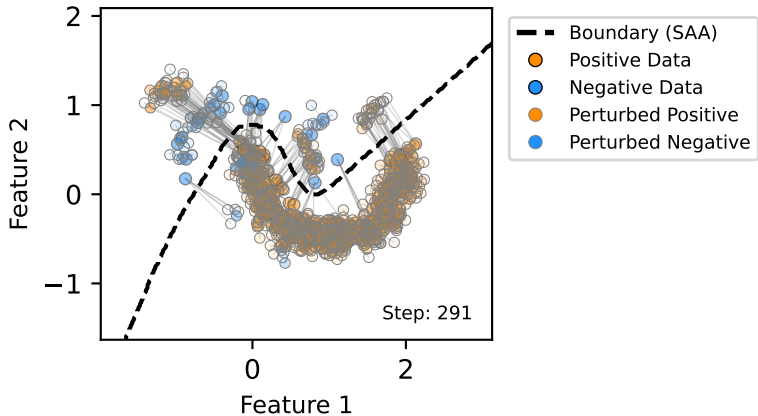 2
1
0
−1
Feature 2
0
2
Feature 1
Step: 291
Boundary (SAA)
Positive Data
Negative Data
Perturbed Positive
Perturbed Negative